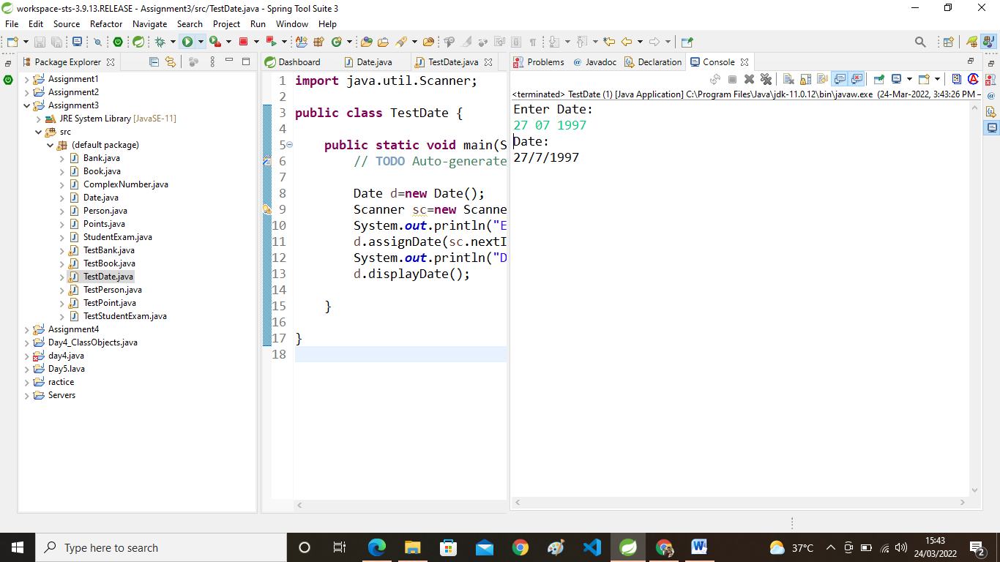 workspace-sts-3.9.13.RELEASE - Assignment3/src/TestDate.java - Spring Tool Suite 3
File Edit Source Refactor Navigate Search Project Run Window Help
Package Explorer
Assignment1
Assignment2
Assignment3
JRE System Library [JavaSE-11]
src
(default package)
Bank.java
Book.java
ComplexNumber.java
Date.java
Person.java
Points.java
StudentExam.java
TestBank.java
TestBook.java
TestDate.java
TestPerson.java
TestPoint.java
TestStudentExam.java
Assignment4
Day4_ClassObjects.java
day4.java
Day5.lava
ractice
Servers
Dashboard Date.java TestDate.java
1 import java.util.Scanner;
2
3 public class TestDate {
4
5 public static void main(S
6 // TODO Auto-generate
7
8 Date d=new Date();
9 Scanner sc=new Scanne
10 System.out.println("E
11 d.assignDate(sc.nextI
12 System.out.println("D
13 d.displayDate();
14
15 }
16
17 }
18
Problems @ Javadoc Declaration Console
<terminated> TestDate (1) [Java Application] C:\Program Files\Java\jdk-11.0.12\bin\javaw.exe (24-Mar-2022, 3:43:26 PM –
Enter Date:
27 07 1997
Date:
27/7/1997
Type here to search
37°C
15:43
24/03/2022
2